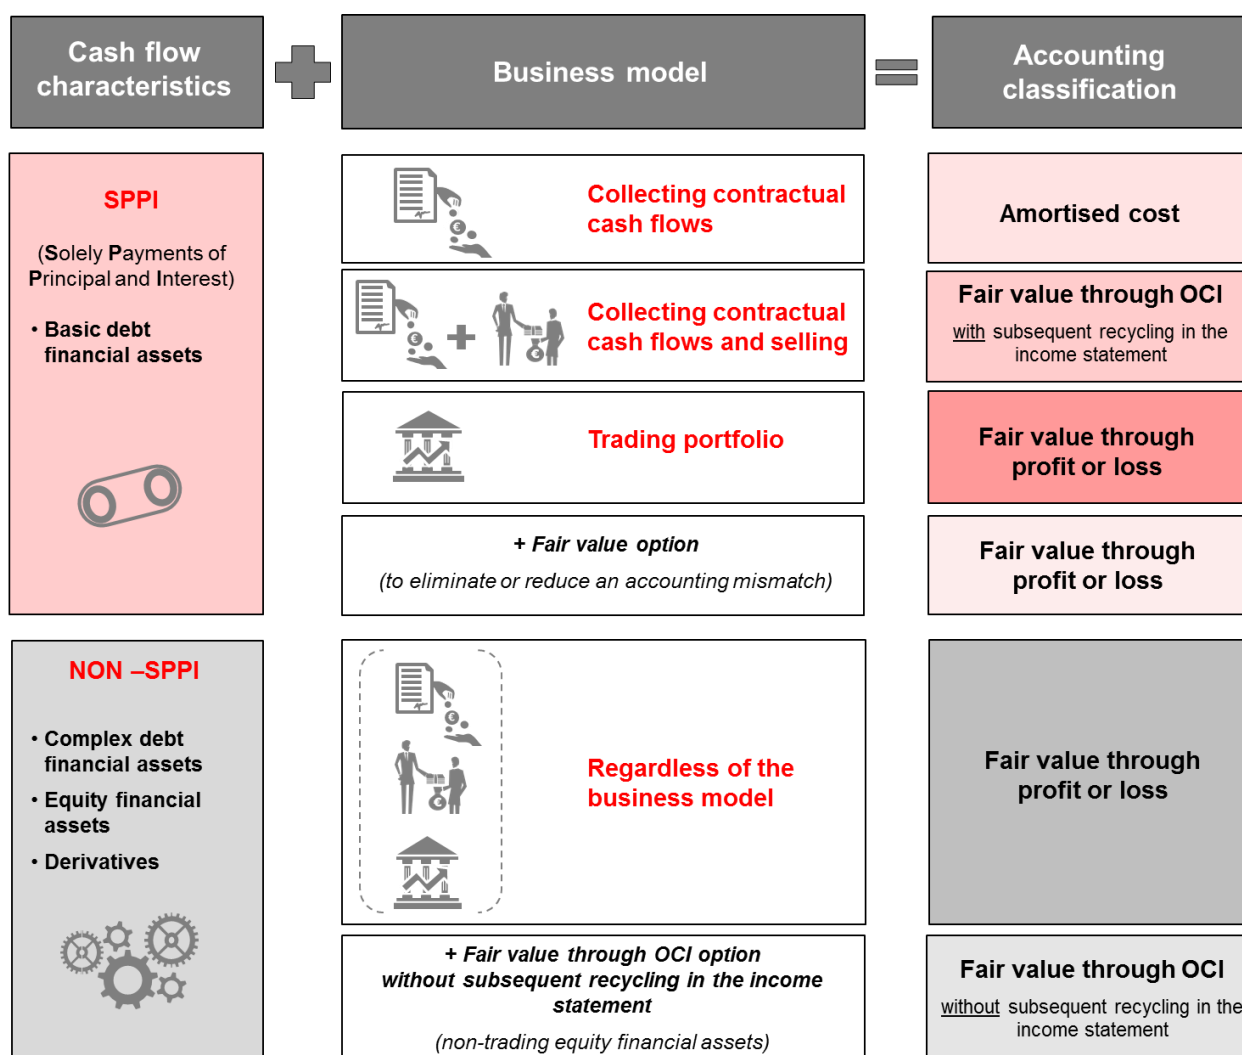 Cash flow
characteristics
Business model
Accounting
classification
SPPI
(Solely Payments of
Principal and Interest)
• Basic debt
financial assets
Collecting contractual
cash flows
Amortised cost
Collecting contractual
cash flows and selling
Fair value through OCI
with subsequent recycling in the
income statement
Trading portfolio
Fair value through
profit or loss
+ Fair value option
(to eliminate or reduce an accounting mismatch)
Fair value through
profit or loss
NON –SPPI
• Complex debt
financial assets
• Equity financial
assets
• Derivatives
Regardless of the
business model
Fair value through
profit or loss
+ Fair value through OCI option
without subsequent recycling in the income
statement
(non-trading equity financial assets)
Fair value through OCI
without subsequent recycling in the
income statement